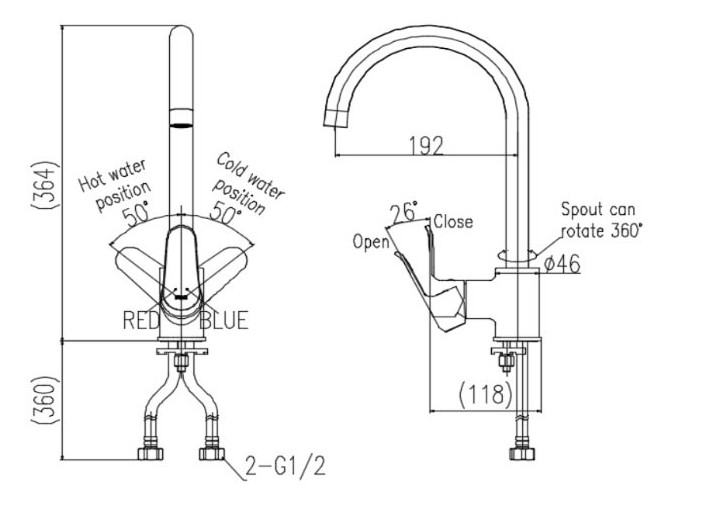 (364)
Hot water
position
50°
Cold water
position
50°
RED
BLUE
(360)
2-G1/2
192
26°
Close
Open
Spout can
rotate 360°
ø46
(118)